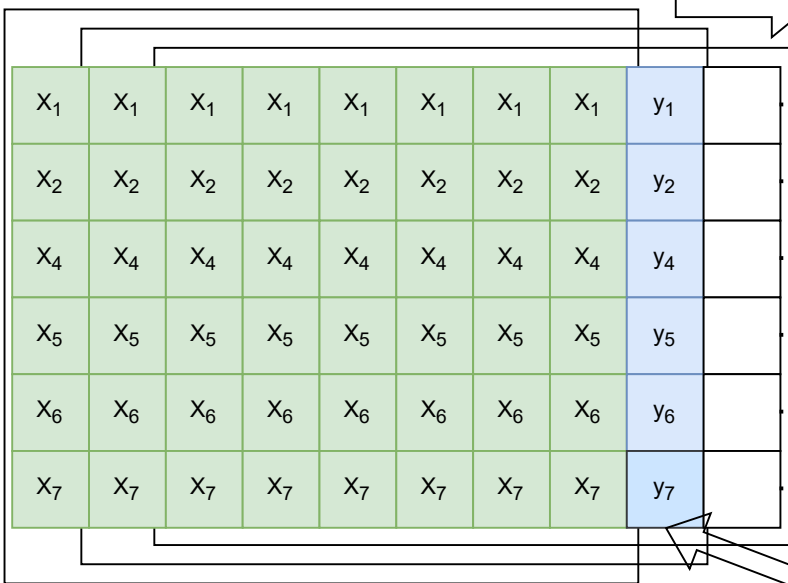 X₁ X₁ X₁ X₁ X₁ X₁ X₁ X₁ y₁
X₂ X₂ X₂ X₂ X₂ X₂ X₂ X₂ y₂
X₄ X₄ X₄ X₄ X₄ X₄ X₄ X₄ y₄
X₅ X₅ X₅ X₅ X₅ X₅ X₅ X₅ y₅
X₆ X₆ X₆ X₆ X₆ X₆ X₆ X₆ y₆
X₇ X₇ X₇ X₇ X₇ X₇ X₇ X₇ y₇